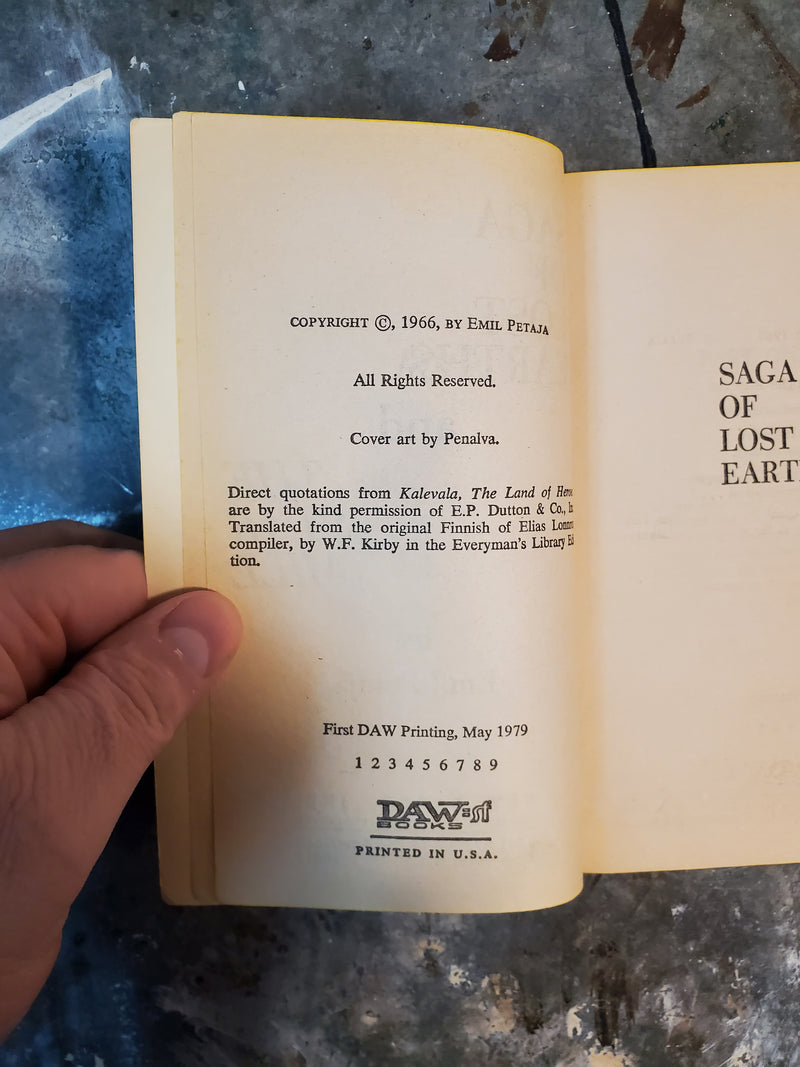 COPYRIGHT ©, 1966, BY EMIL PETAJA
All Rights Reserved.
Cover art by Penalva.
Direct quotations from Kalevala, The Land of
are by the kind permission of E.P. Dutton & Co.,
Translated from the original Finnish of Elias
compiler, by W.F. Kirby in the Everyman's Library
tion.
First DAW Printing, May 1979
1 2 3 4 5 6 7 8 9
DAW sf
BOOKS
PRINTED IN U.S.A.
SAGA
OF
LOST
EART